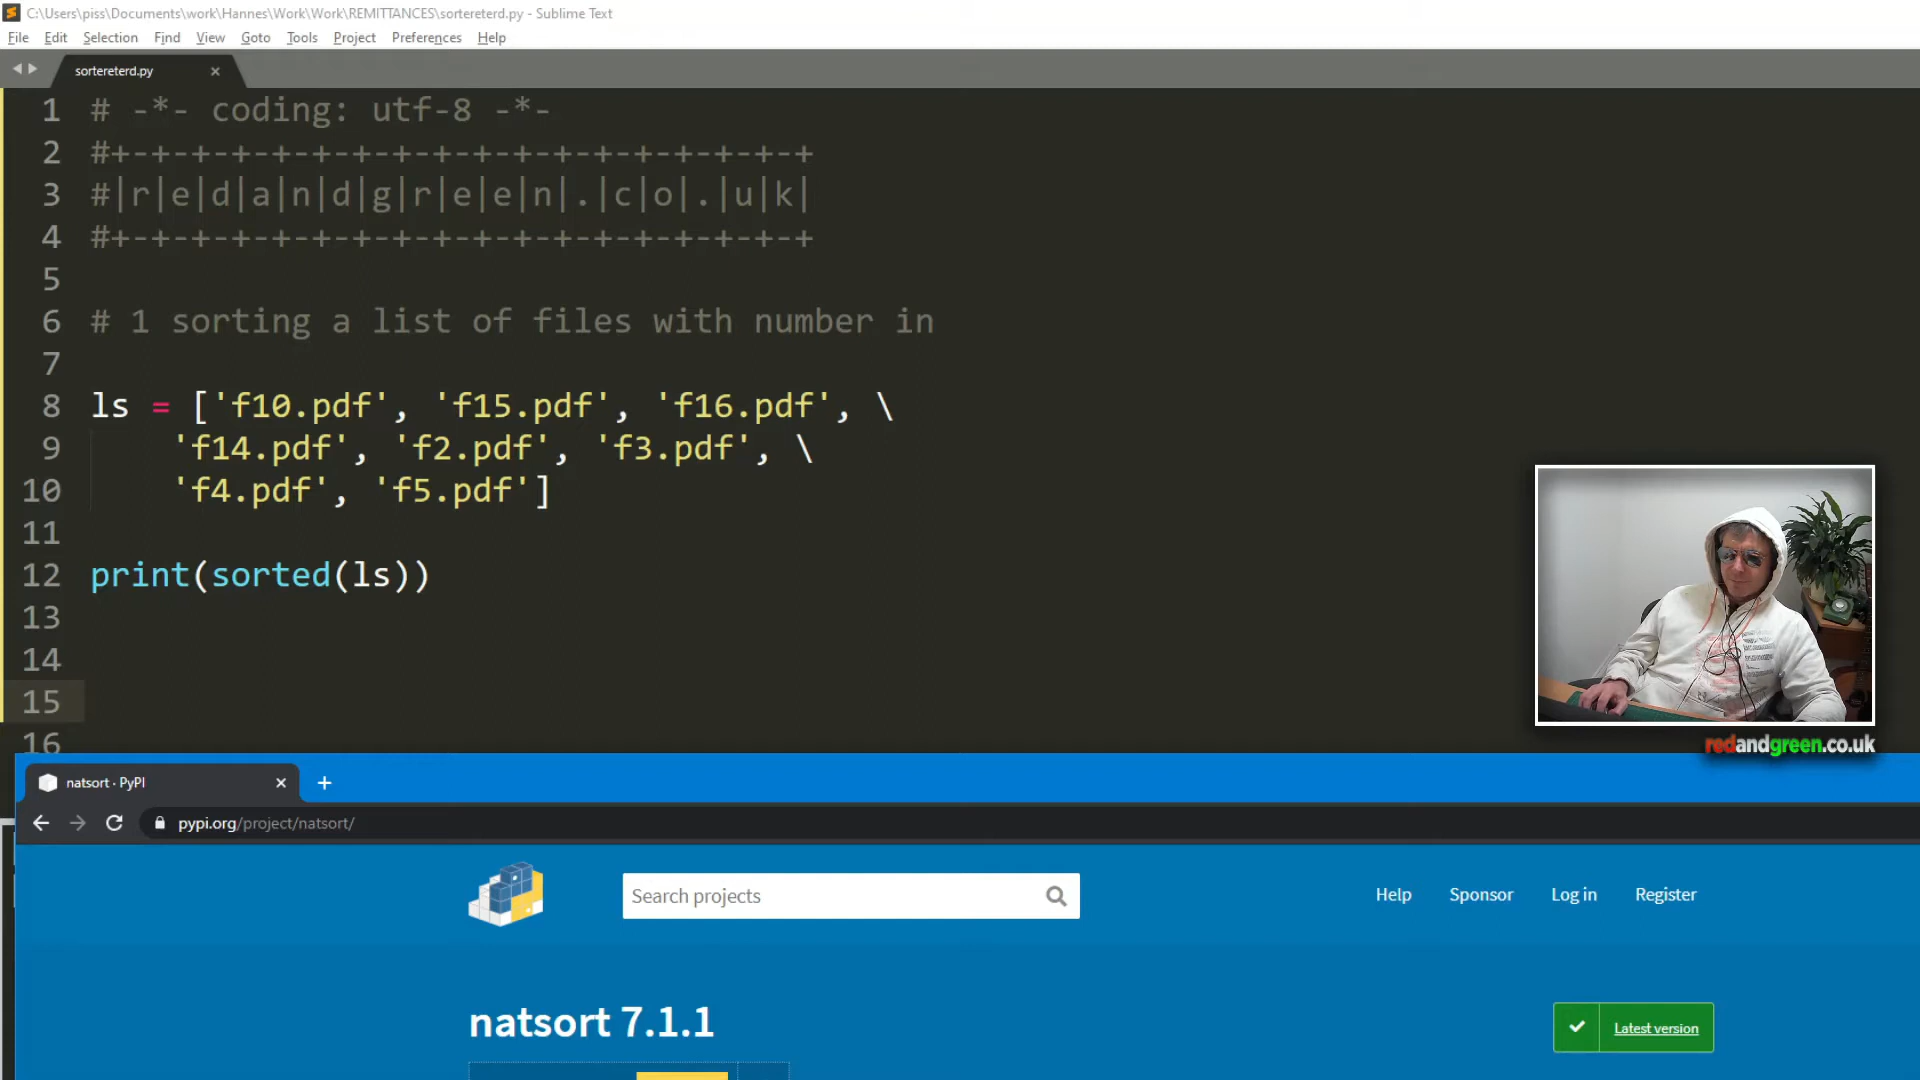 C:\Users\piss\Documents\work\Hannes\Work\Work\REMITTANCES\sortereterd.py - Sublime Text
File Edit Selection Find View Goto Tools Project Preferences Help
sortereterd.py ×
1 # -*- coding: utf-8 -*-
2 #+-+-+-+-+-+-+-+-+-+-+-+-+-+-+-+-+-+
3 #|r|e|d|a|n|d|g|r|e|e|n|.|c|o|.|u|k|
4 #+-+-+-+-+-+-+-+-+-+-+-+-+-+-+-+-+-+
5
6 # 1 sorting a list of files with number in
7
8 ls = ['f10.pdf', 'f15.pdf', 'f16.pdf', \
9 'f14.pdf', 'f2.pdf', 'f3.pdf', \
10 'f4.pdf', 'f5.pdf']
11
12 print(sorted(ls))
13
14
15
16
redandgreen.co.uk
natsort · PyPI × +
pypi.org/project/natsort/
Search projects
Help Sponsor Log in Register
natsort 7.1.1
Latest version